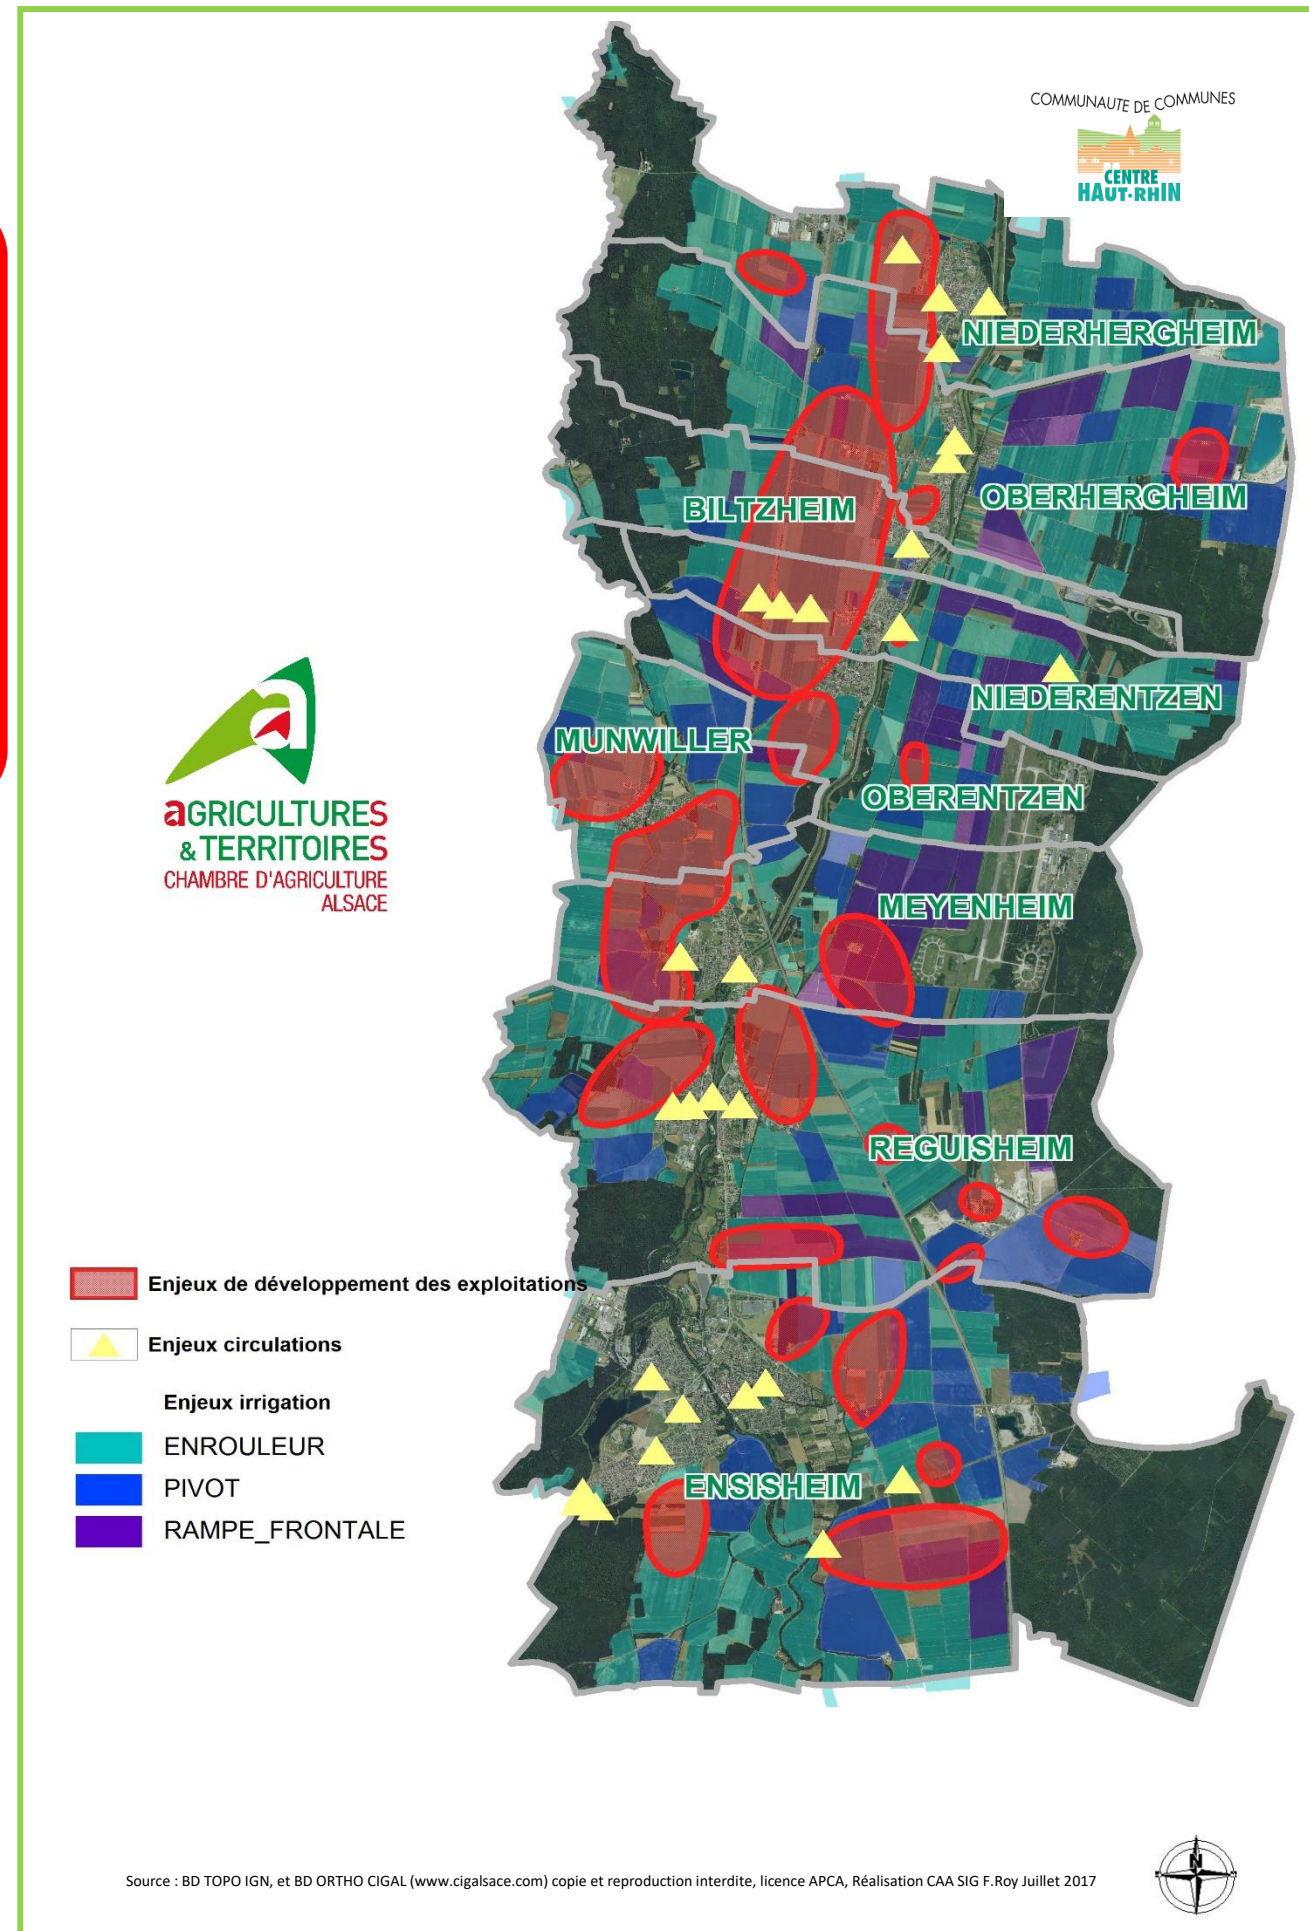 COMMUNAUTE DE COMMUNES
CENTRE
HAUT-RHIN
NIEDERHERGHEIM
OBERHERGHEIM
BILTZHEIM
NIEDERENTZEN
MUNWILLER
OBERENTZEN
aGRICULTURES
& TERRITOIRES
CHAMBRE D'AGRICULTURE
ALSACE
MEYENHEIM
REGUISHEIM
Enjeux de développement des exploitations
Enjeux circulations
Enjeux irrigation
ENROULEUR
PIVOT
RAMPE_FRONTALE
ENSISHEIM
N
Source : BD TOPO IGN, et BD ORTHO CIGAL (www.cigalsace.com) copie et reproduction interdite, licence APCA, Réalisation CAA SIG F.Roy Juillet 2017